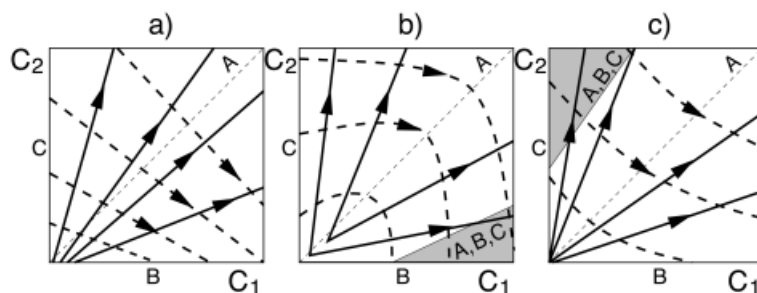 a) b) c)
C2 A C2 A C2 A,B,C A
C C C
A,B,C
B C1 B C1 B C1